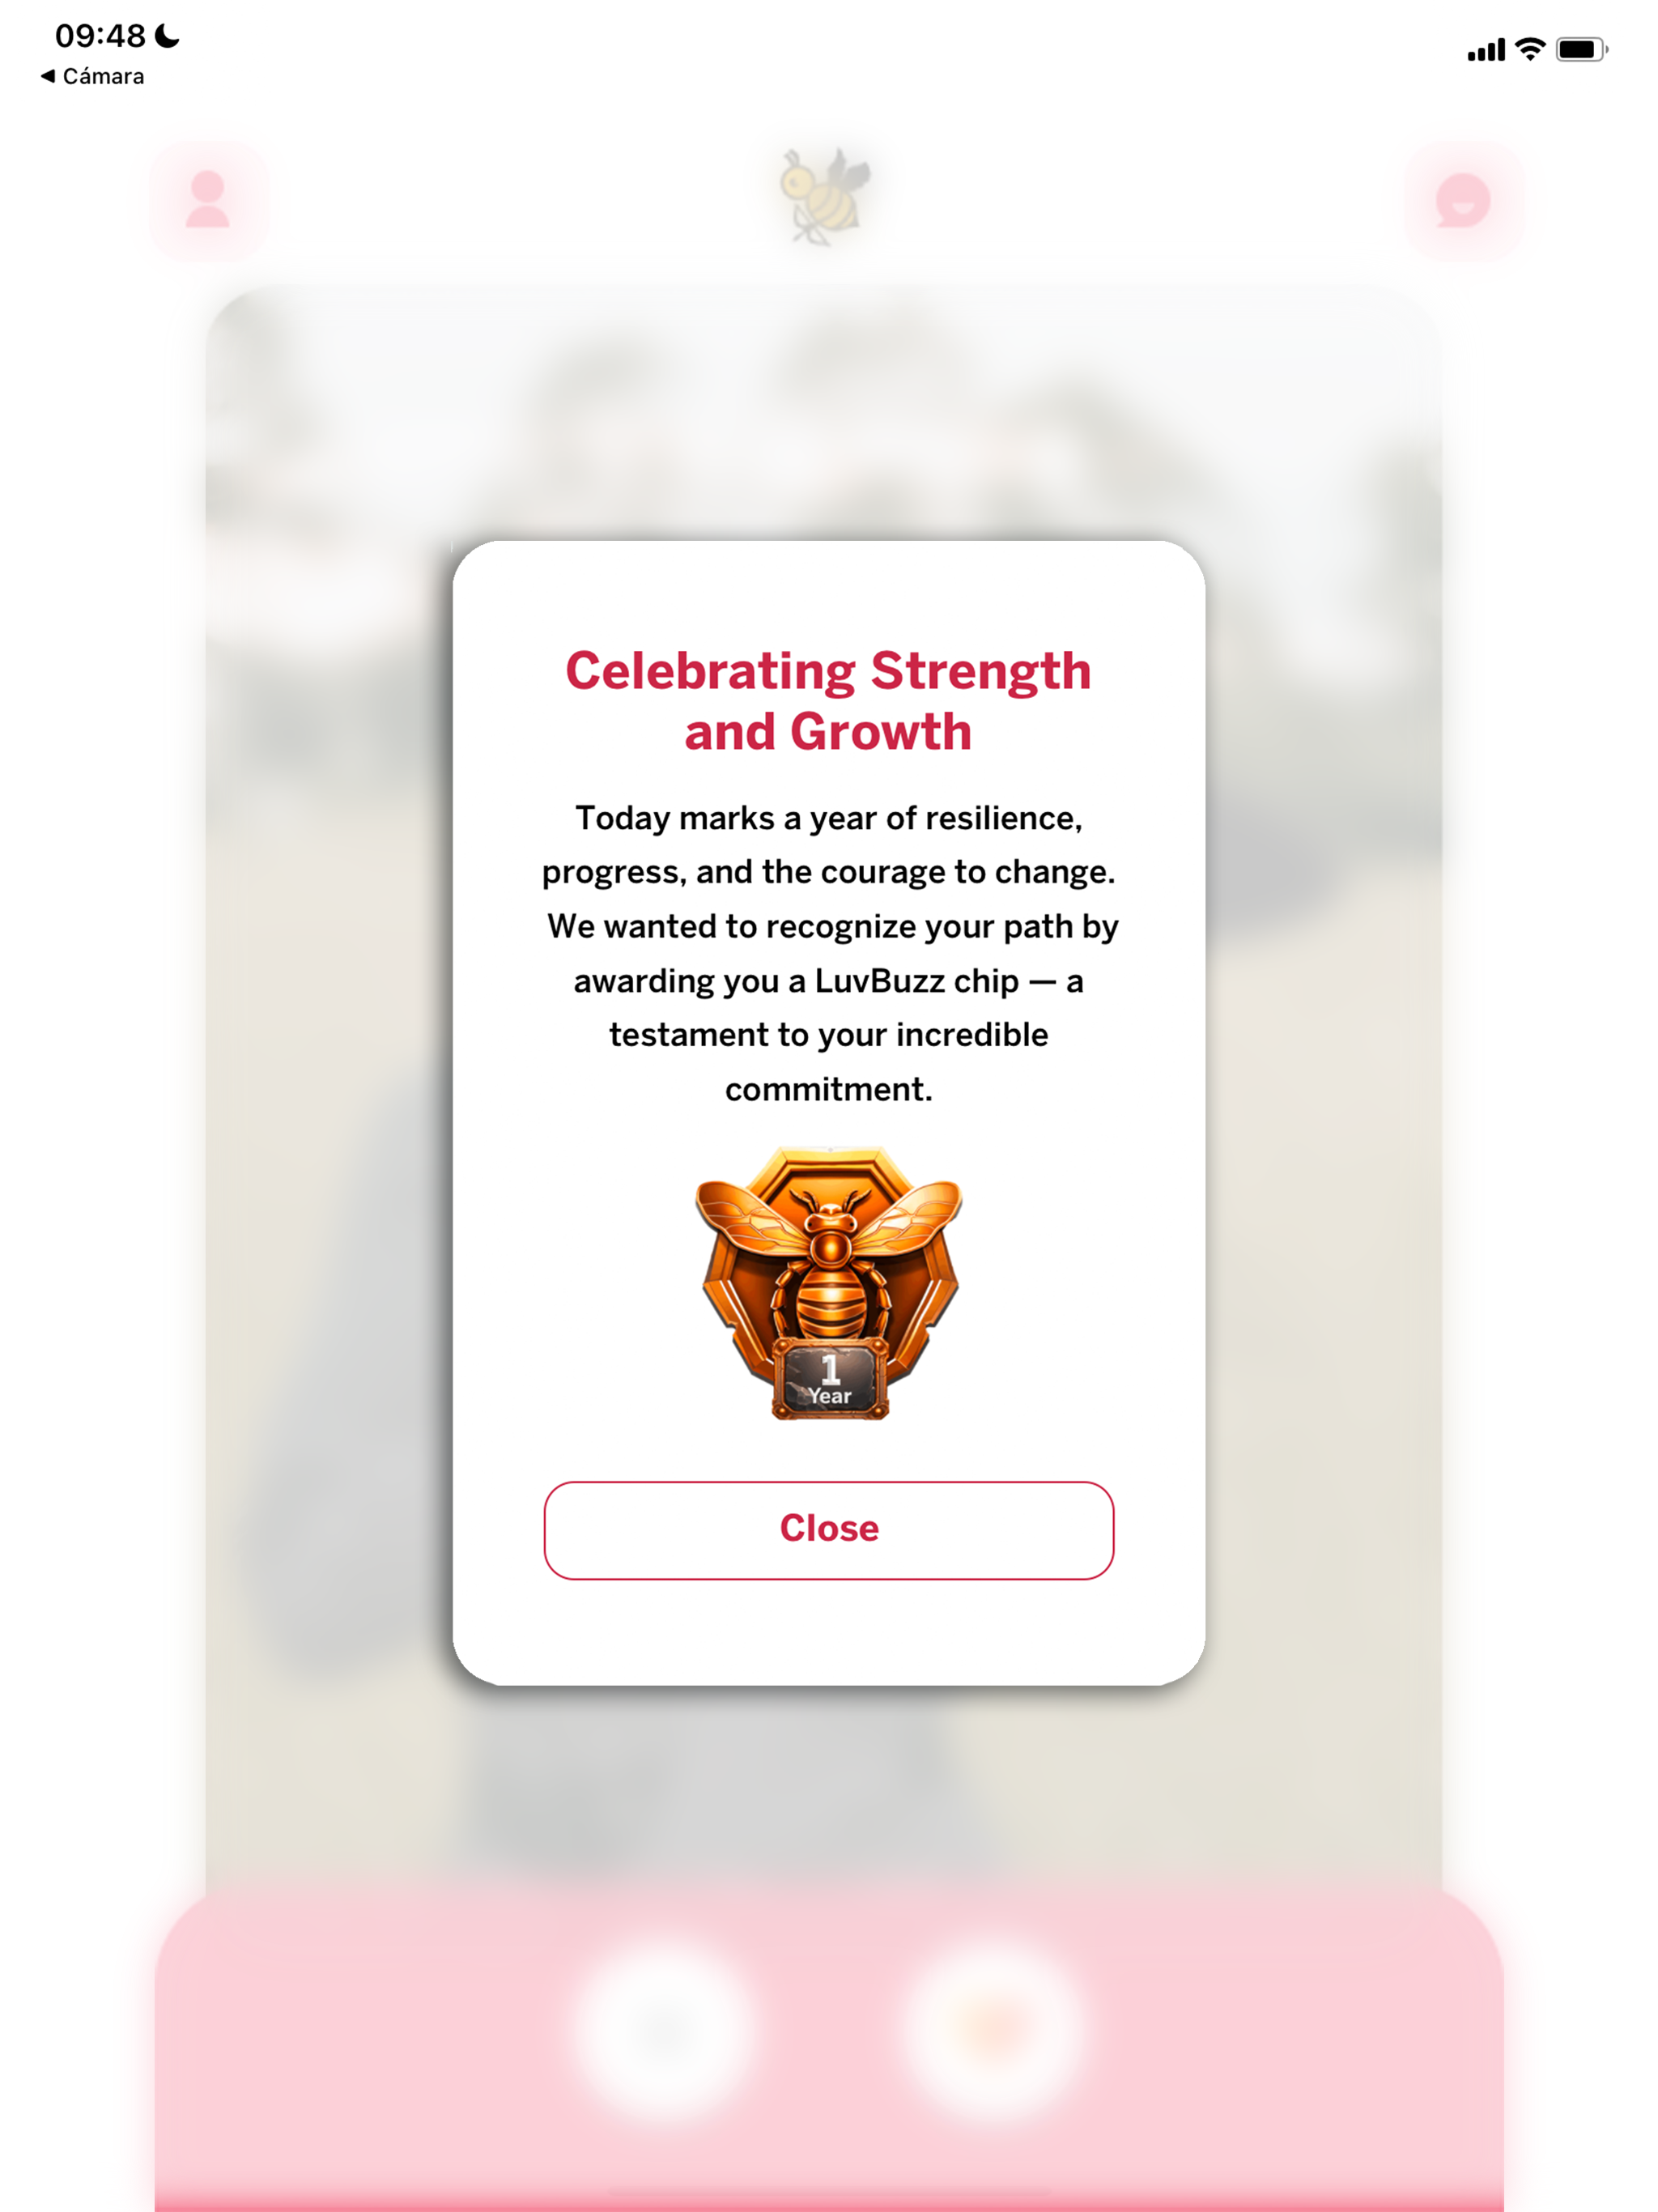 09:48
◀ Cámara
Celebrating Strength
and Growth
Today marks a year of resilience,
progress, and the courage to change.
We wanted to recognize your path by
awarding you a LuvBuzz chip — a
testament to your incredible
commitment.
1
Year
Close